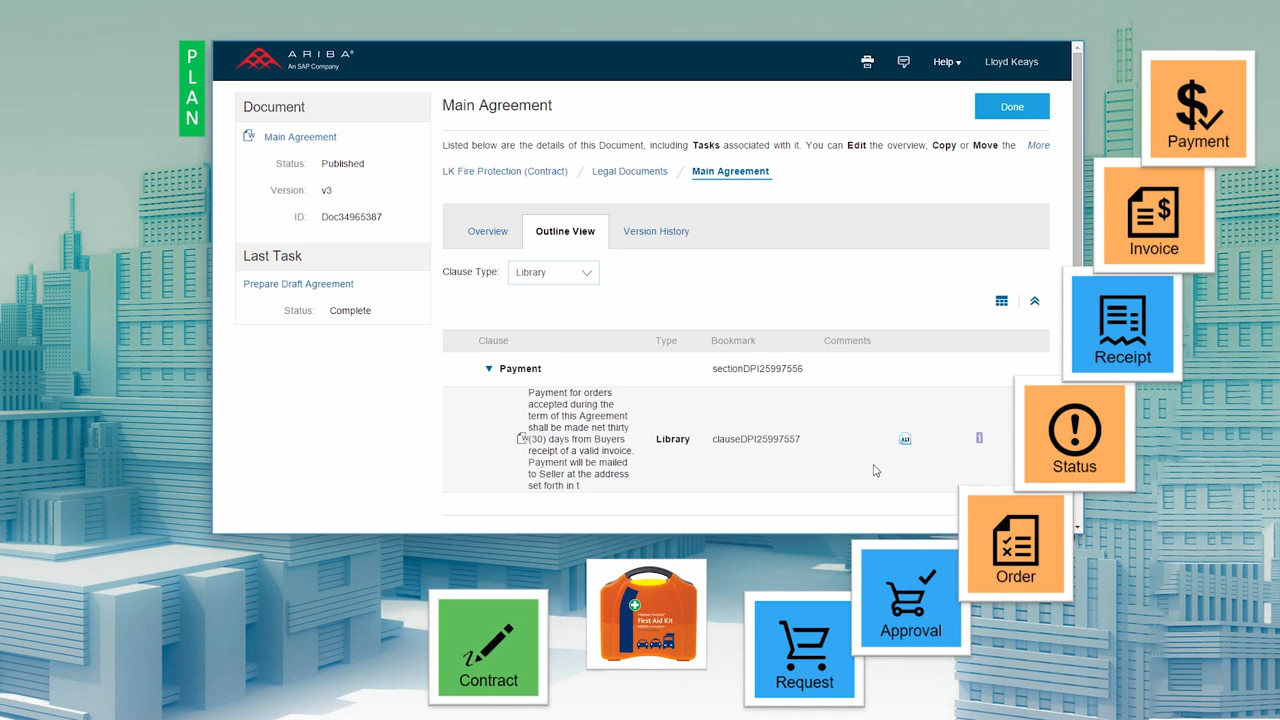 PLAN
ARIBA®
An SAP Company
Help
Lloyd Keays
Document
Main Agreement
Status: Published
Version: v3
ID: Doc34965387
Last Task
Prepare Draft Agreement
Status: Complete
Main Agreement
Done
Listed below are the details of this Document, including Tasks associated with it. You can Edit the overview, Copy or Move the More
LK Fire Protection (Contract) / Legal Documents / Main Agreement
Overview
Outline View
Version History
Clause Type: Library
Clause Type Bookmark Comments
Payment sectionDPI25997556
Payment for orders
accepted during the
term of this Agreement
shall be made net thirty
(30) days from Buyers
receipt of a valid invoice.
Payment will be mailed
to Seller at the address
set forth in t
Library
clauseDPI25997557
ALT
Payment
Invoice
Receipt
Status
Order
Approval
Request
First Aid Kit
Contract